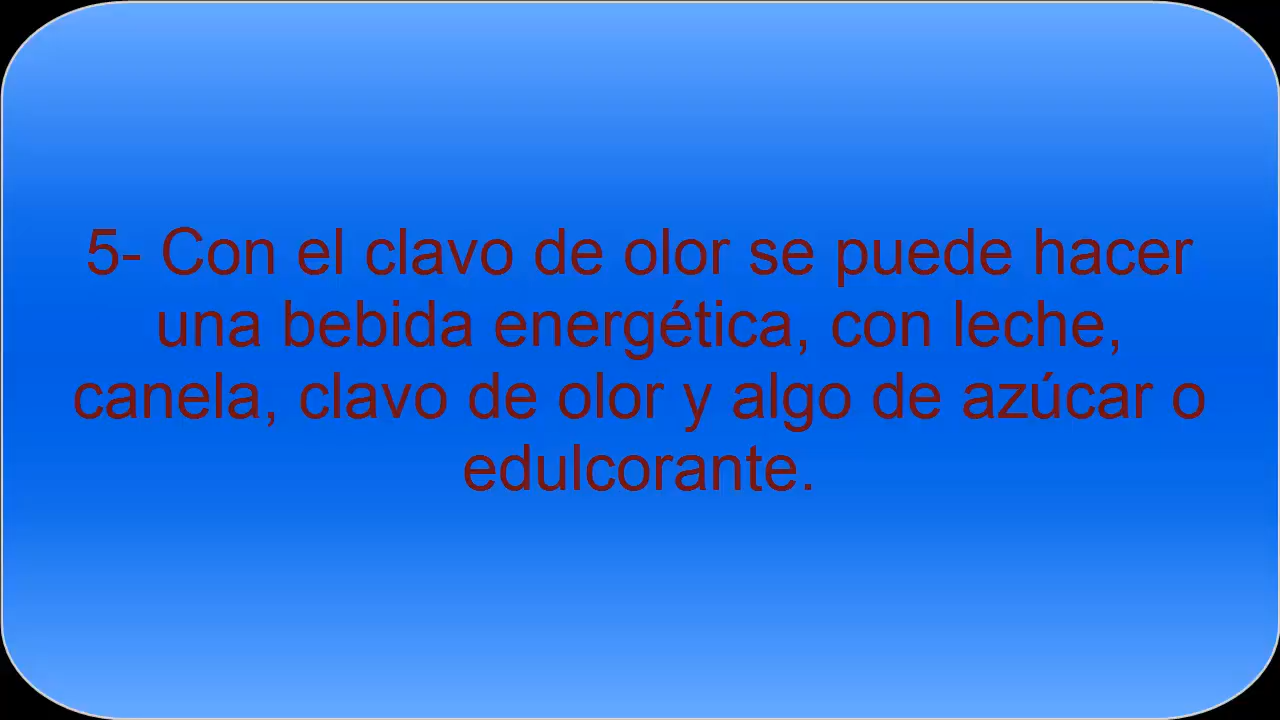 5- Con el clavo de olor se puede hacer
una bebida energética, con leche,
canela, clavo de olor y algo de azúcar o
edulcorante.